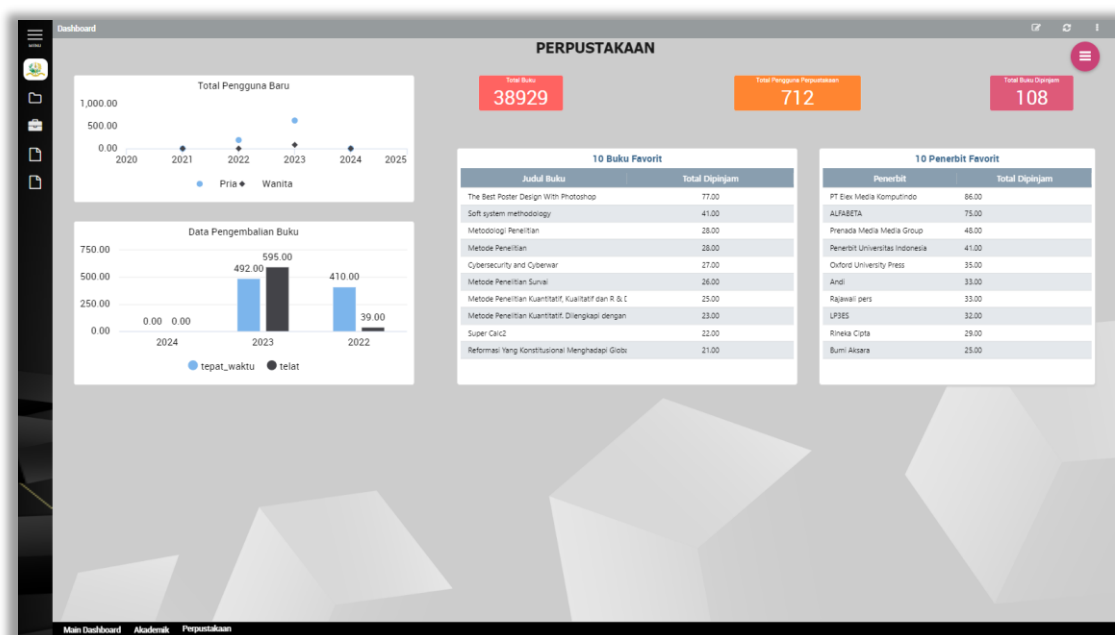 Dashboard
MENU
PERPUSTAKAAN
Total Pengguna Baru
1,000.00
500.00
0.00
2020 2021 2022 2023 2024 2025
Pria Wanita
Data Pengembalian Buku
750.00
500.00
250.00
0.00
0.00 0.00
492.00 595.00
410.00 39.00
2024 2023 2022
tepat_waktu telat
Total Buku
38929
Total Pengguna Perpustakaan
712
Total Buku Dipinjam
108
10 Buku Favorit
Judul Buku Total Dipinjam
The Best Poster Design With Photoshop 77.00
Soft system methodology 41.00
Metodologi Penelitian 28.00
Metode Penelitian 28.00
Cybersecurity and Cyberwar 27.00
Metode Penelitian Survai 26.00
Metode Penelitian Kuantitatif, Kualitatif dan R & D 25.00
Metode Penelitian Kuantitatif. Dilengkapi dengan 23.00
Super Calc2 22.00
Reformasi Yang Konstitusional Menghadapi Globa 21.00
10 Penerbit Favorit
Penerbit Total Dipinjam
PT Elex Media Komputindo 86.00
ALFABETA 75.00
Prenada Media Media Group 48.00
Penerbit Universitas Indonesia 41.00
Oxford University Press 35.00
Andi 33.00
Rajawali pers 33.00
LP3ES 32.00
Rineka Cipta 29.00
Bumi Aksara 25.00
Main Dashboard Akademik Perpustakaan